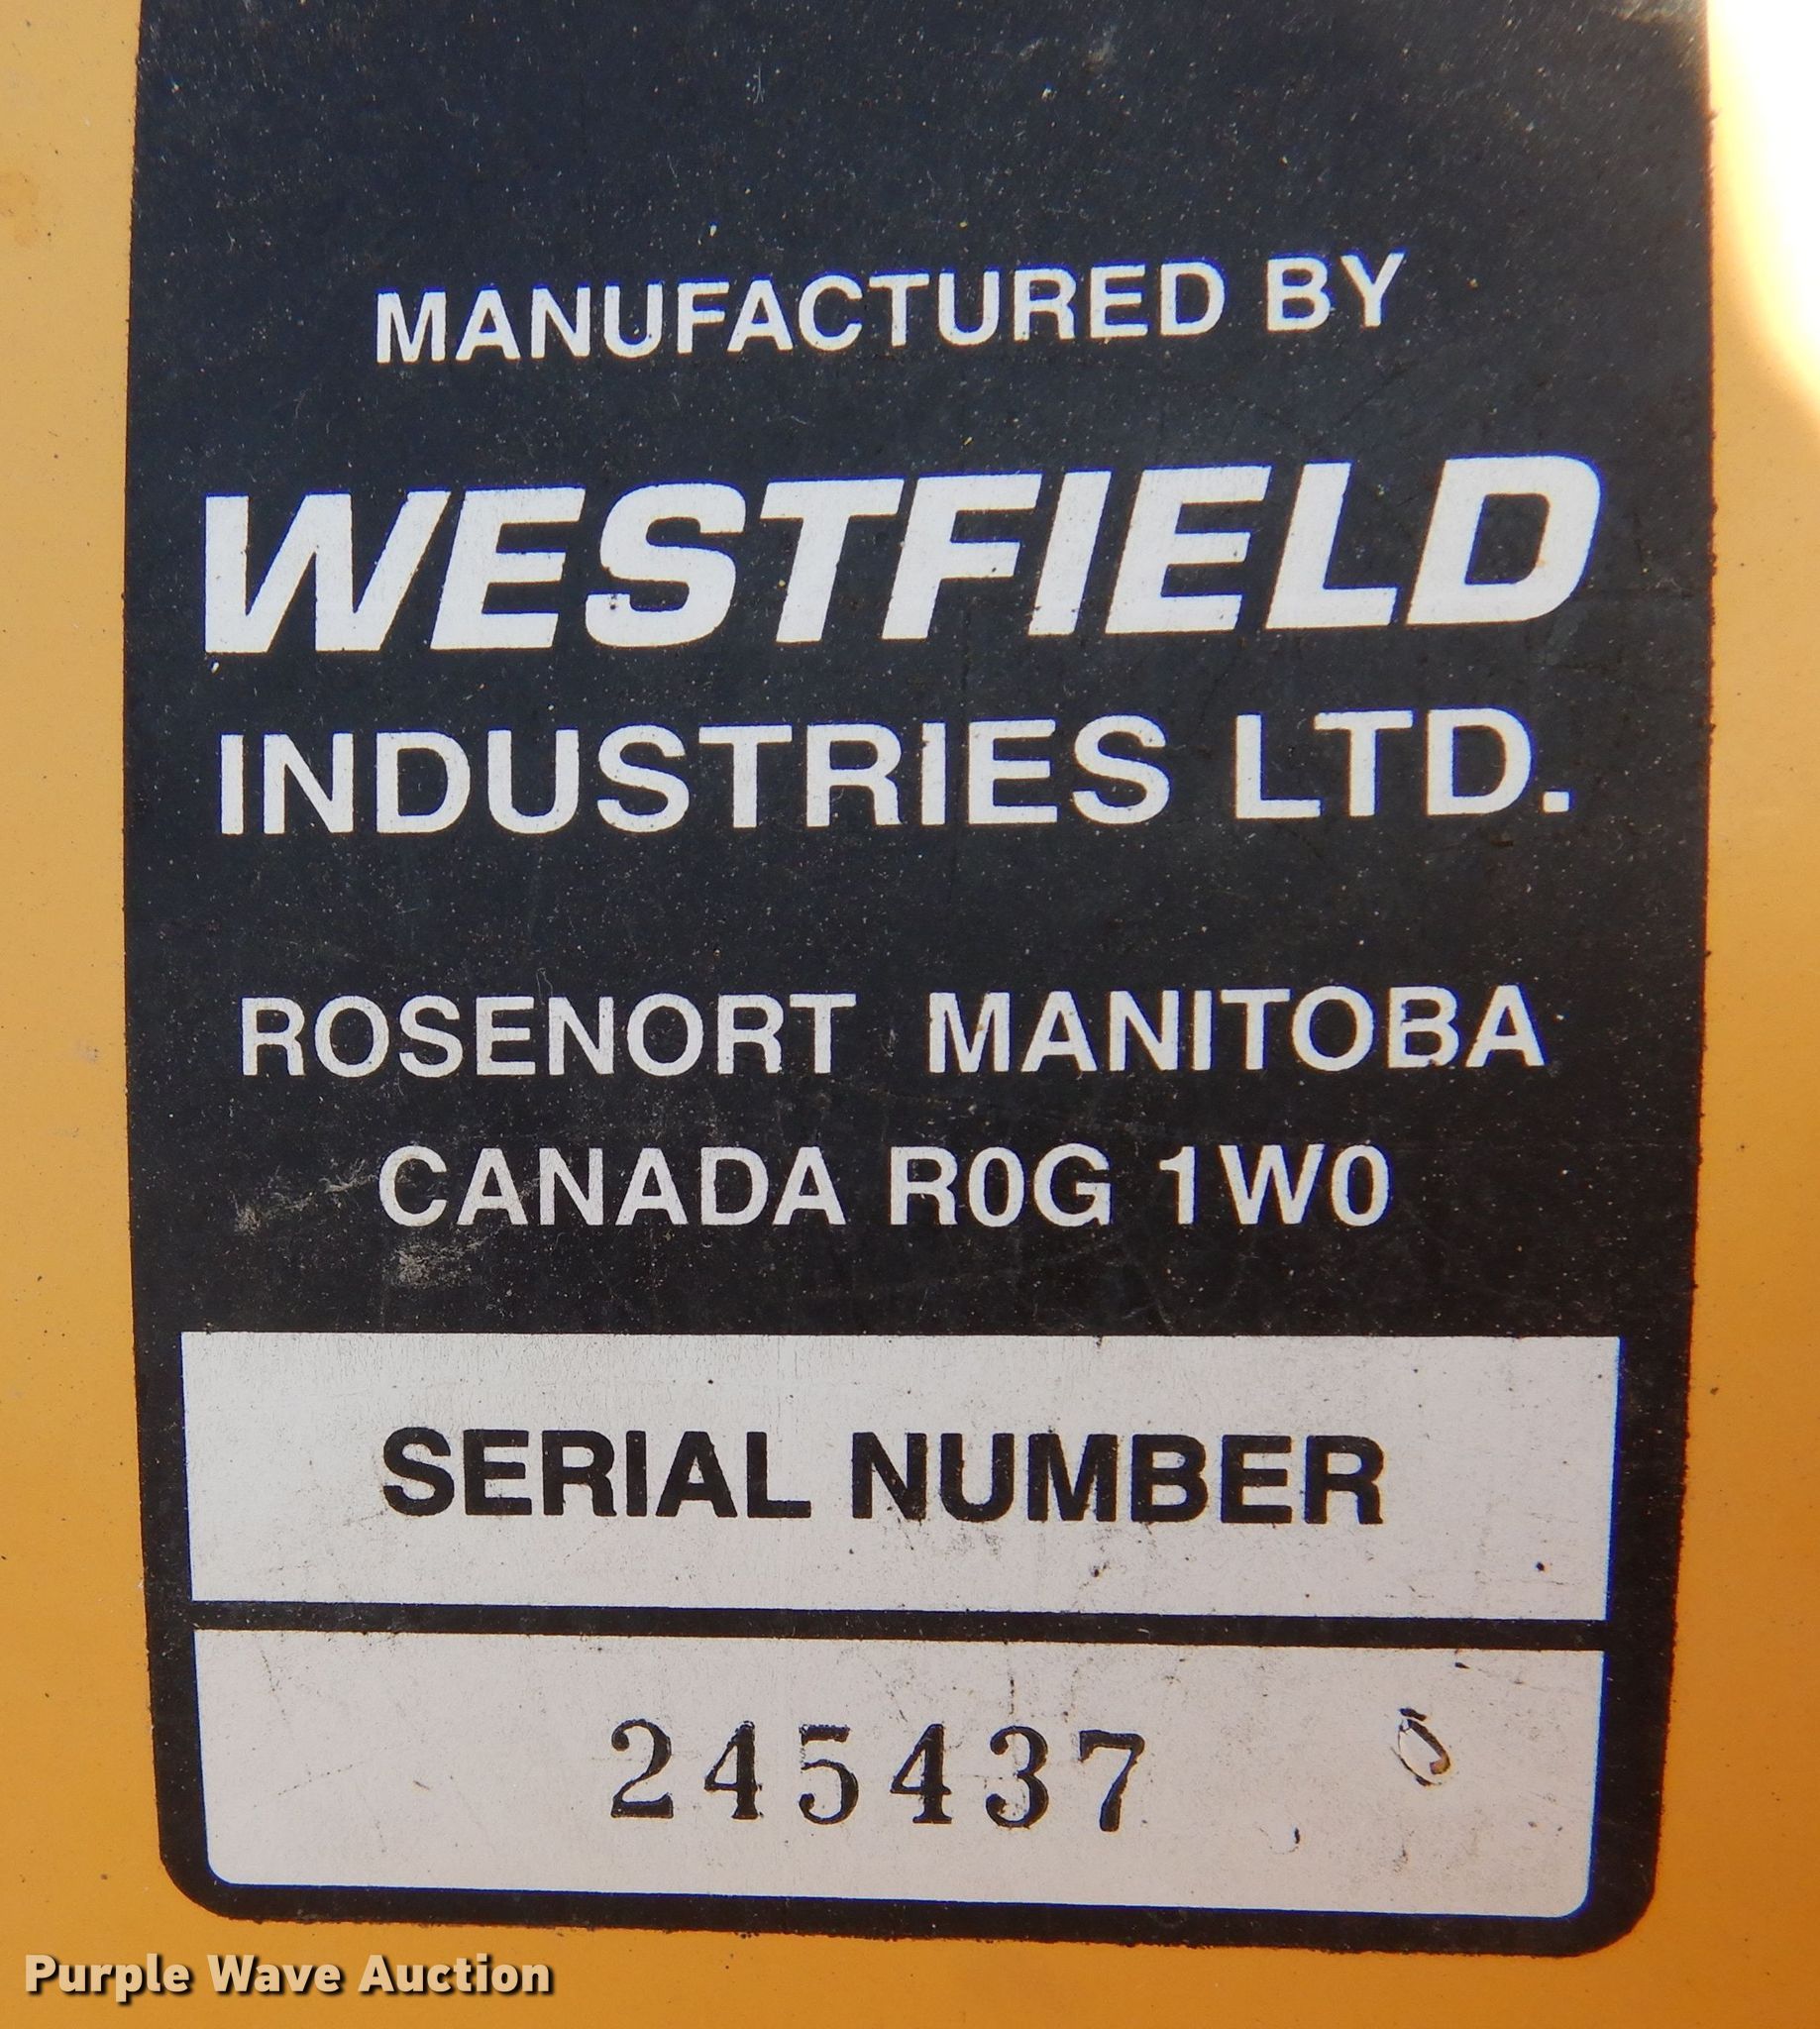 MANUFACTURED BY
WESTFIELD
INDUSTRIES LTD.
ROSENORT MANITOBA
CANADA R0G 1W0
SERIAL NUMBER
245437
Purple Wave Auction